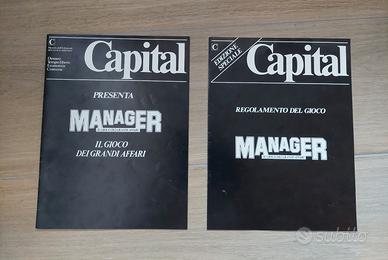 C
Capital
PRESENTA
MANAGER
IL GIOCO
DEI GRANDI AFFARI
C
EDIZIONE
SPECIALE
Capital
REGOLAMENTO DEL GIOCO
MANAGER
subito